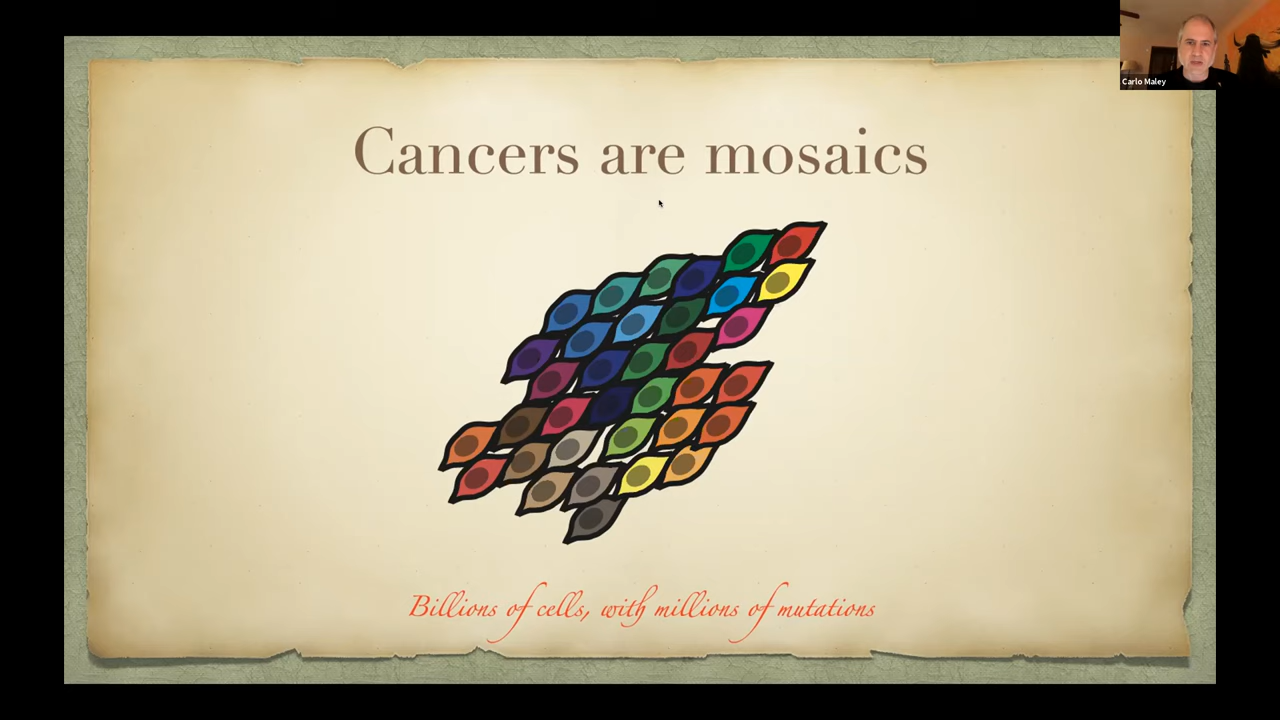 Carlo Maley
Cancers are mosaics
Billions of cells, with millions of mutations